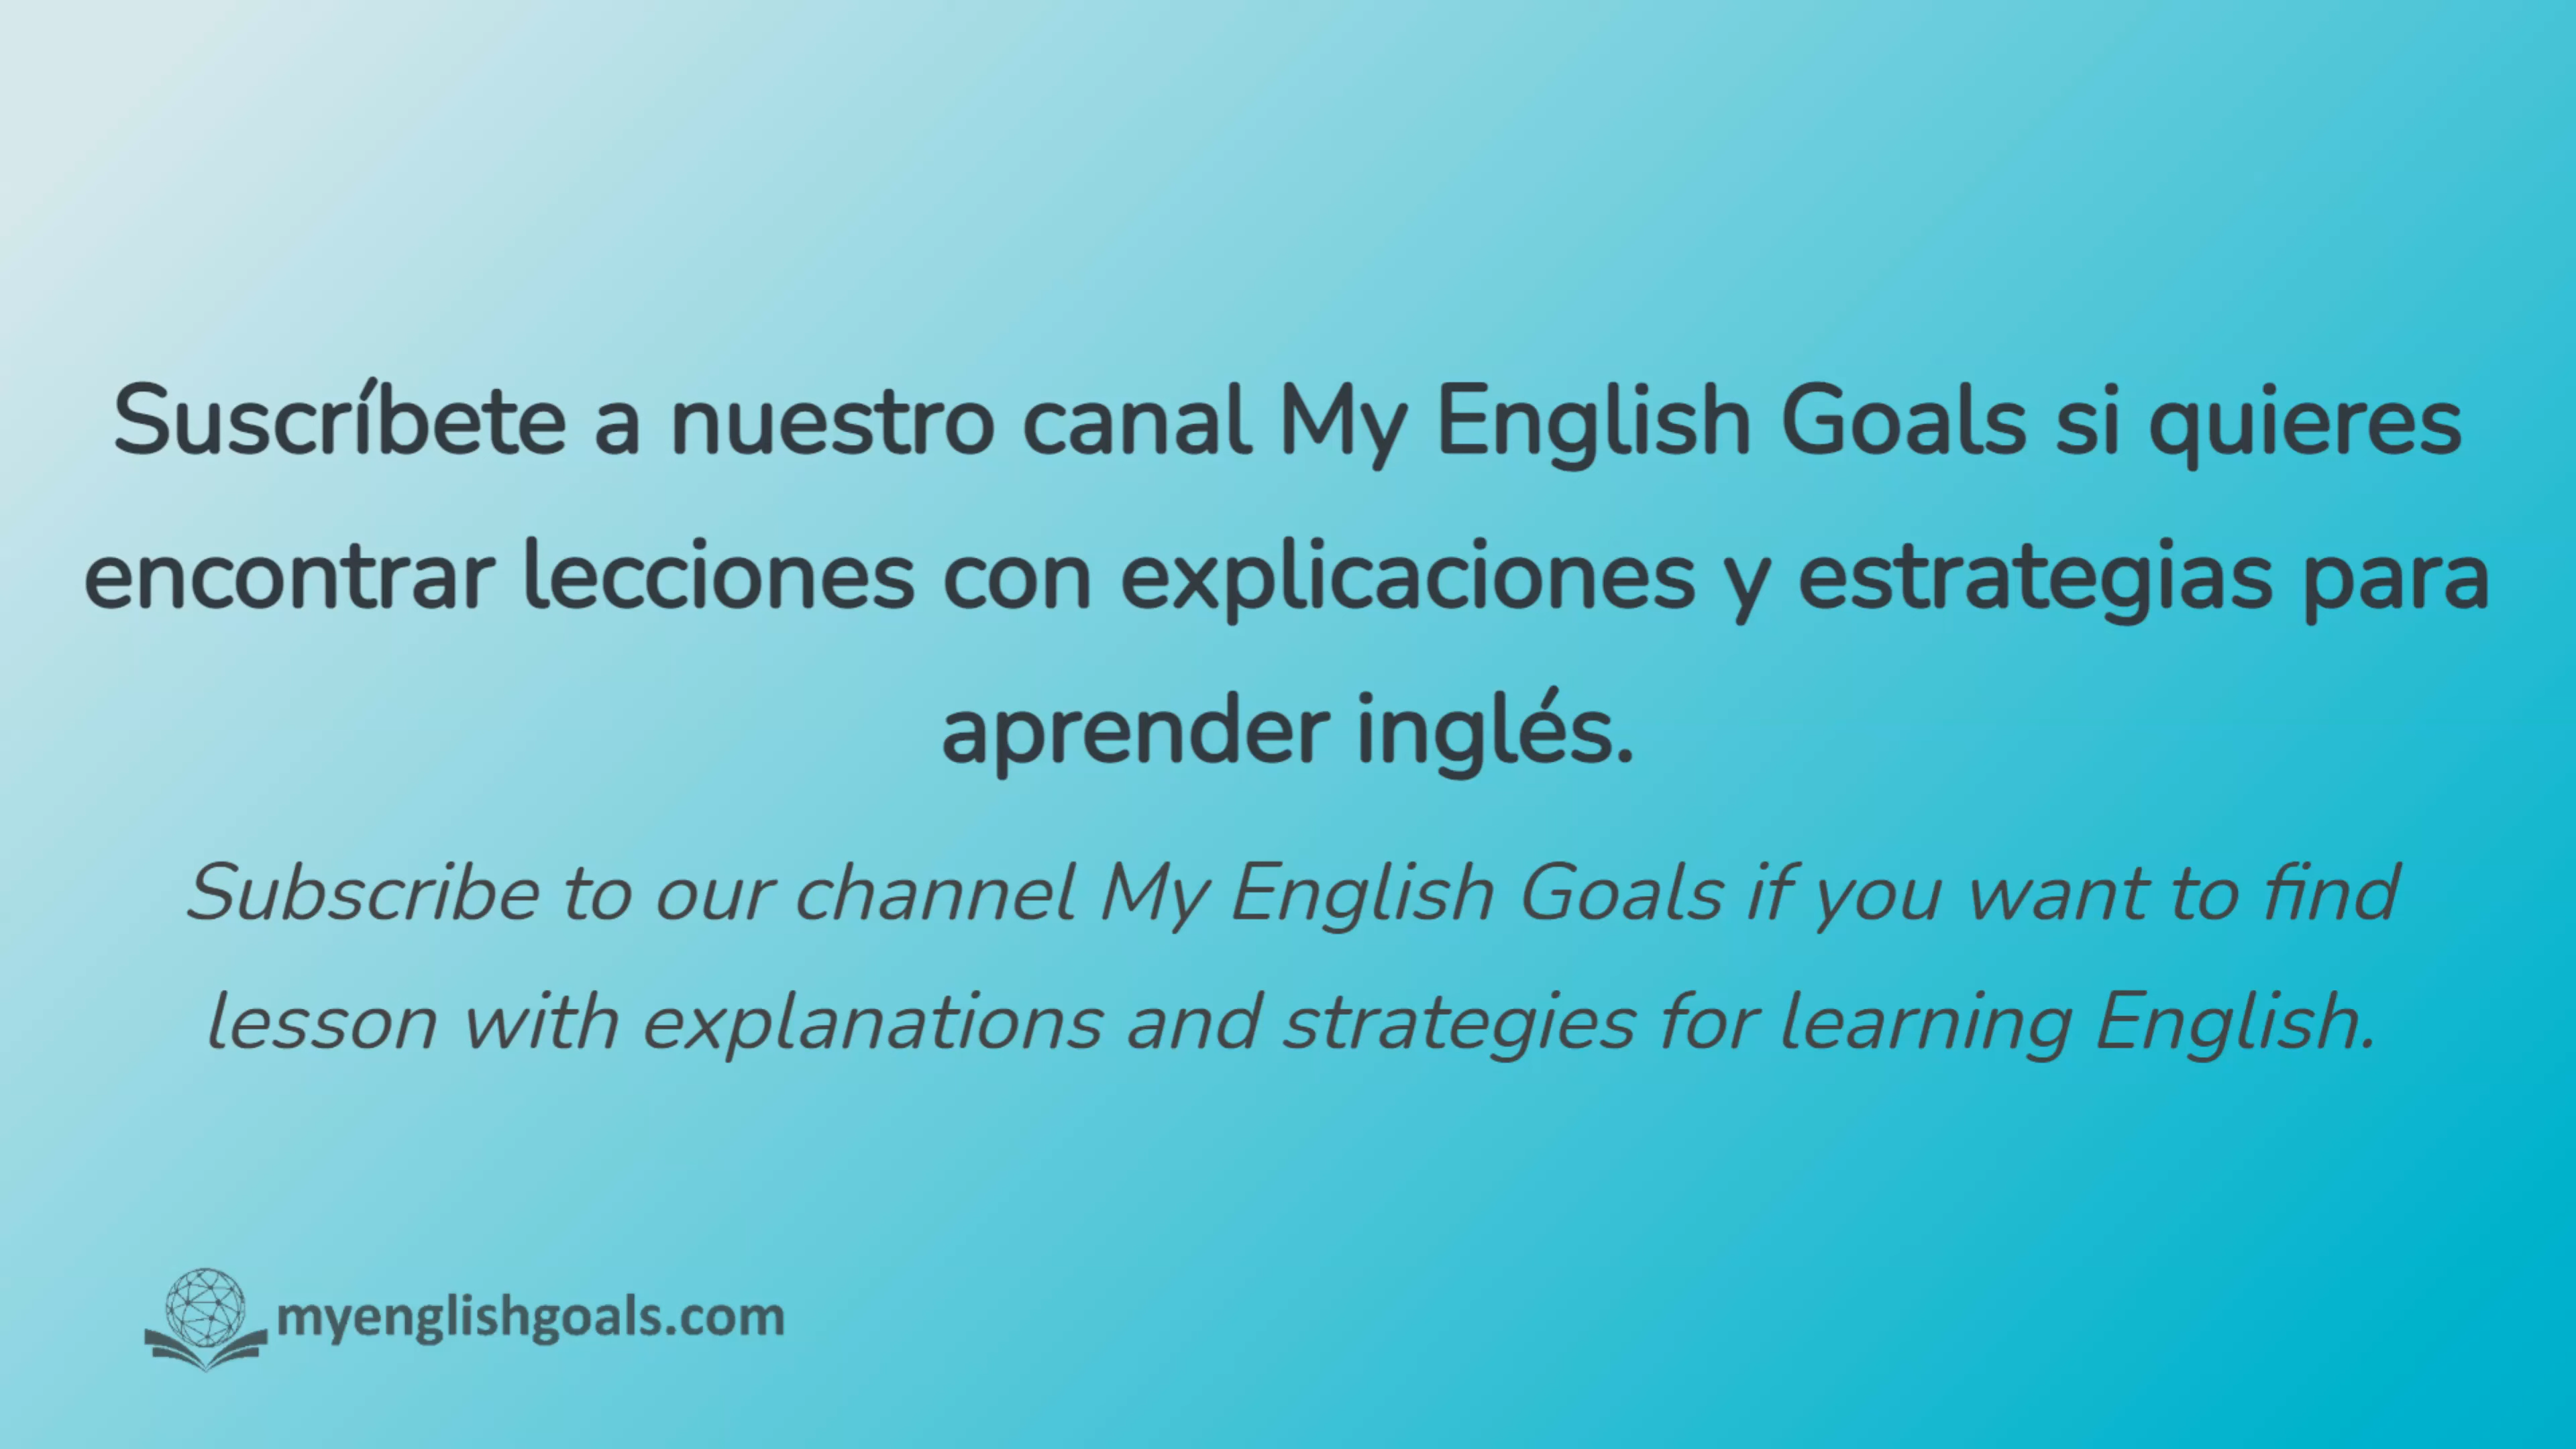 Suscríbete a nuestro canal My English Goals si quieres
encontrar lecciones con explicaciones y estrategias para
aprender inglés.
Subscribe to our channel My English Goals if you want to find
lesson with explanations and strategies for learning English.
myenglishgoals.com